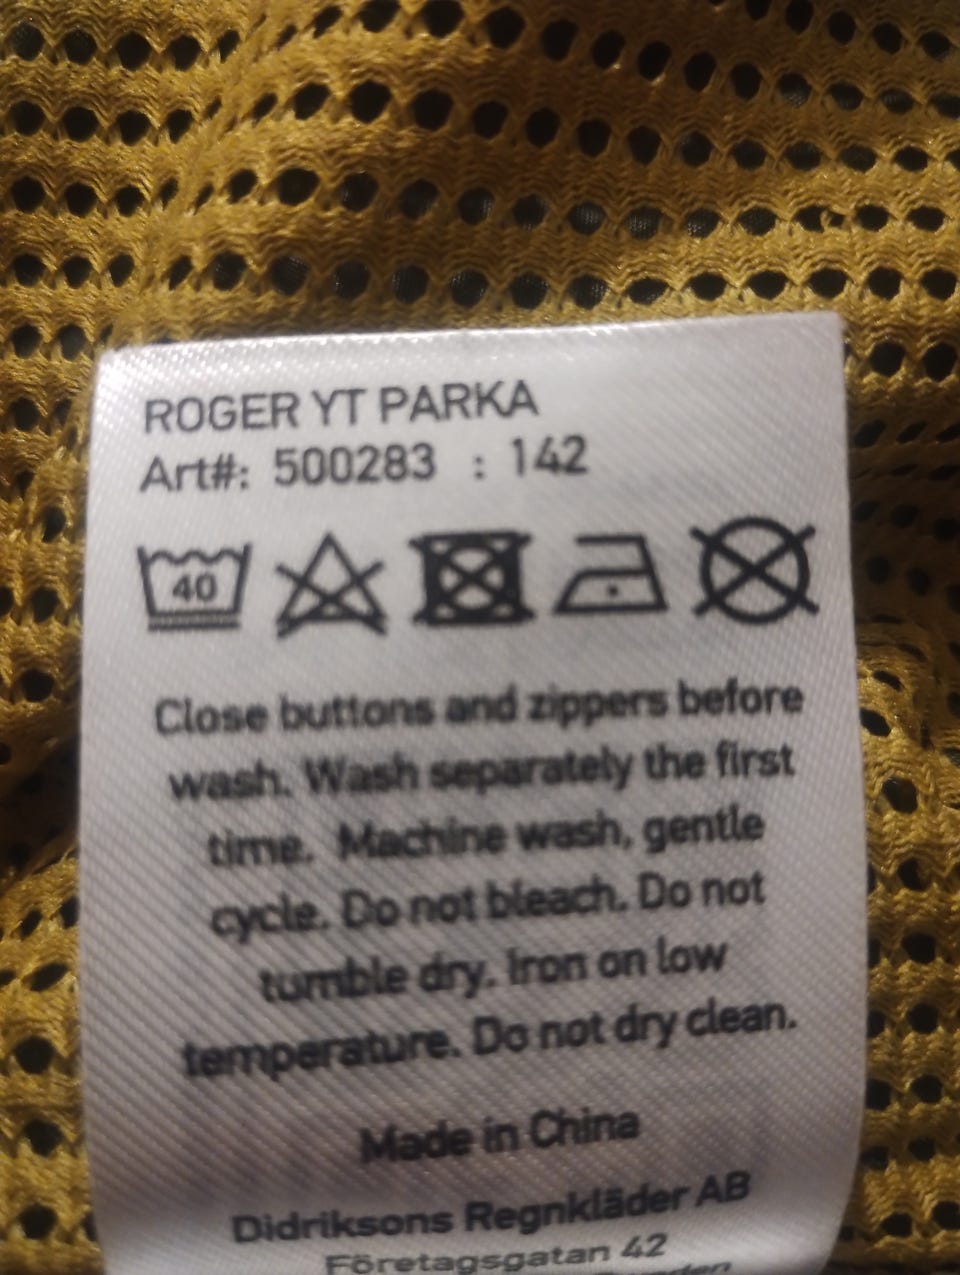 ROGER YT PARKA
Art#: 500283 : 142
40
Close buttons and zippers before
wash. Wash separately the first
time. Machine wash, gentle
cycle. Do not bleach. Do not
tumble dry. Iron on low
temperature. Do not dry clean.
Made in China
Didriksons Regnkläder AB
Företagsgatan 42